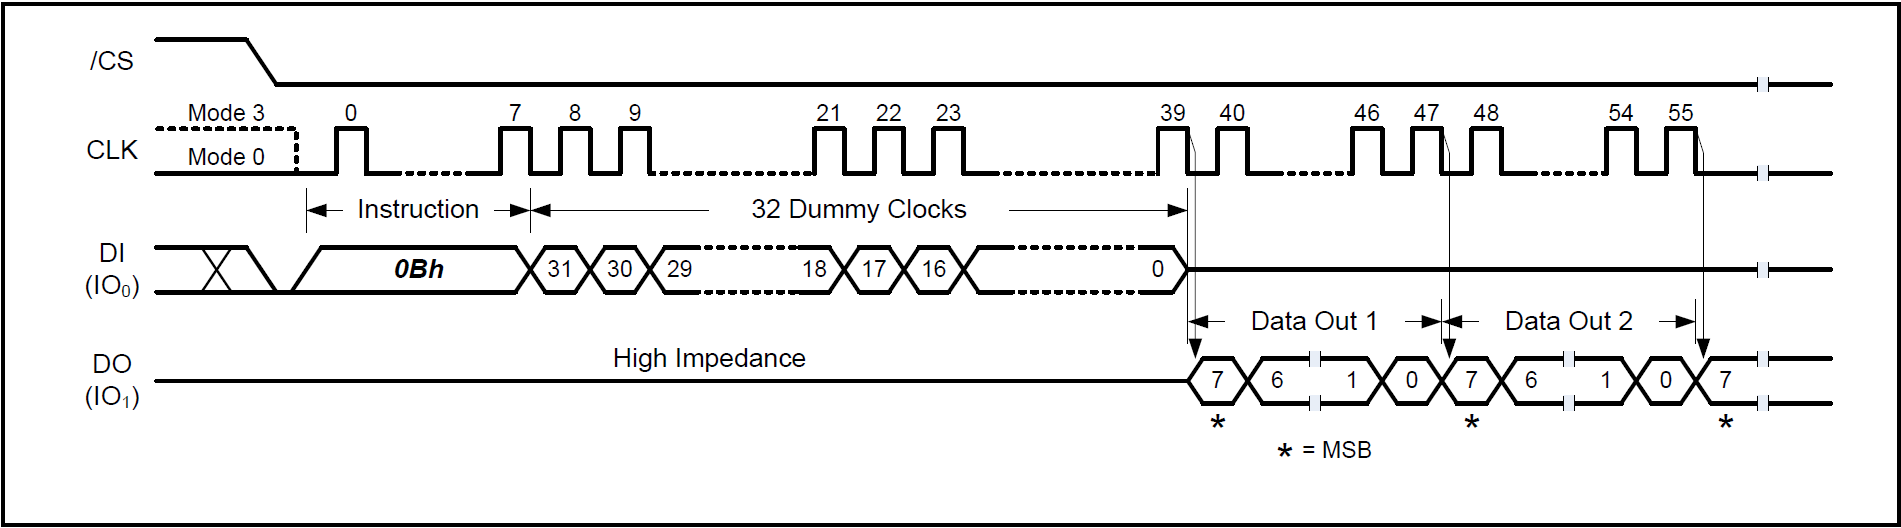 /CS
Mode 3
0 7 8 9 21 22 23 39 40 46 47 48 54 55
CLK
Mode 0
Instruction 32 Dummy Clocks
DI
(IO0)
0Bh 31 30 29 18 17 16 0
Data Out 1 Data Out 2
High Impedance
DO
(IO1)
7 6 1 0 7 6 1 0 7
* * *
* = MSB